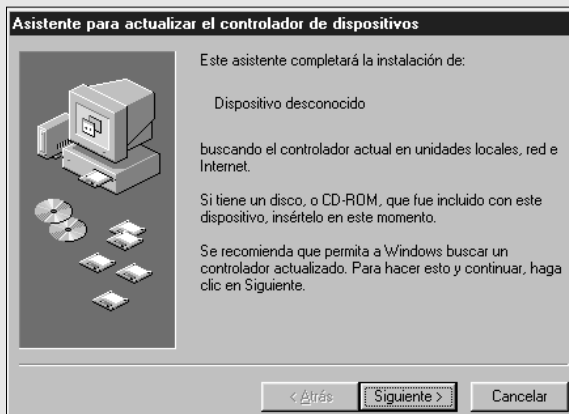 Asistente para actualizar el controlador de dispositivos
Este asistente completará la instalación de:
Dispositivo desconocido
buscando el controlador actual en unidades locales, red e
Internet.
Si tiene un disco, o CD-ROM, que fue incluido con este
dispositivo, insértelo en este momento.
Se recomienda que permita a Windows buscar un
controlador actualizado. Para hacer esto y continuar, haga
clic en Siguiente.
< Atrás
Siguiente >
Cancelar